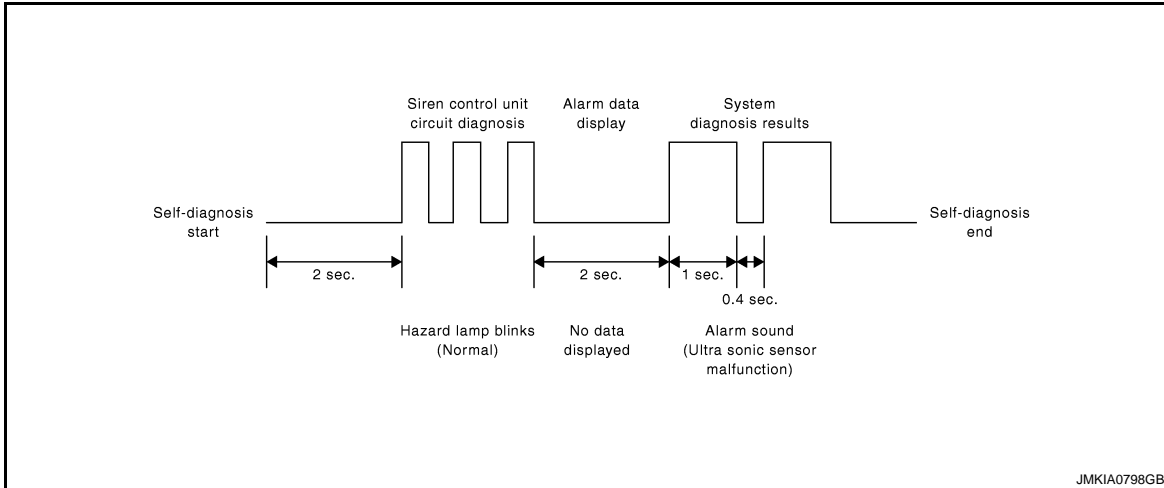 Siren control unit
circuit diagnosis
Alarm data
display
System
diagnosis results
Self-diagnosis
start
Self-diagnosis
end
2 sec.
2 sec.
1 sec.
0.4 sec.
Hazard lamp blinks
(Normal)
No data
displayed
Alarm sound
(Ultra sonic sensor
malfunction)
JMKIA0798GB